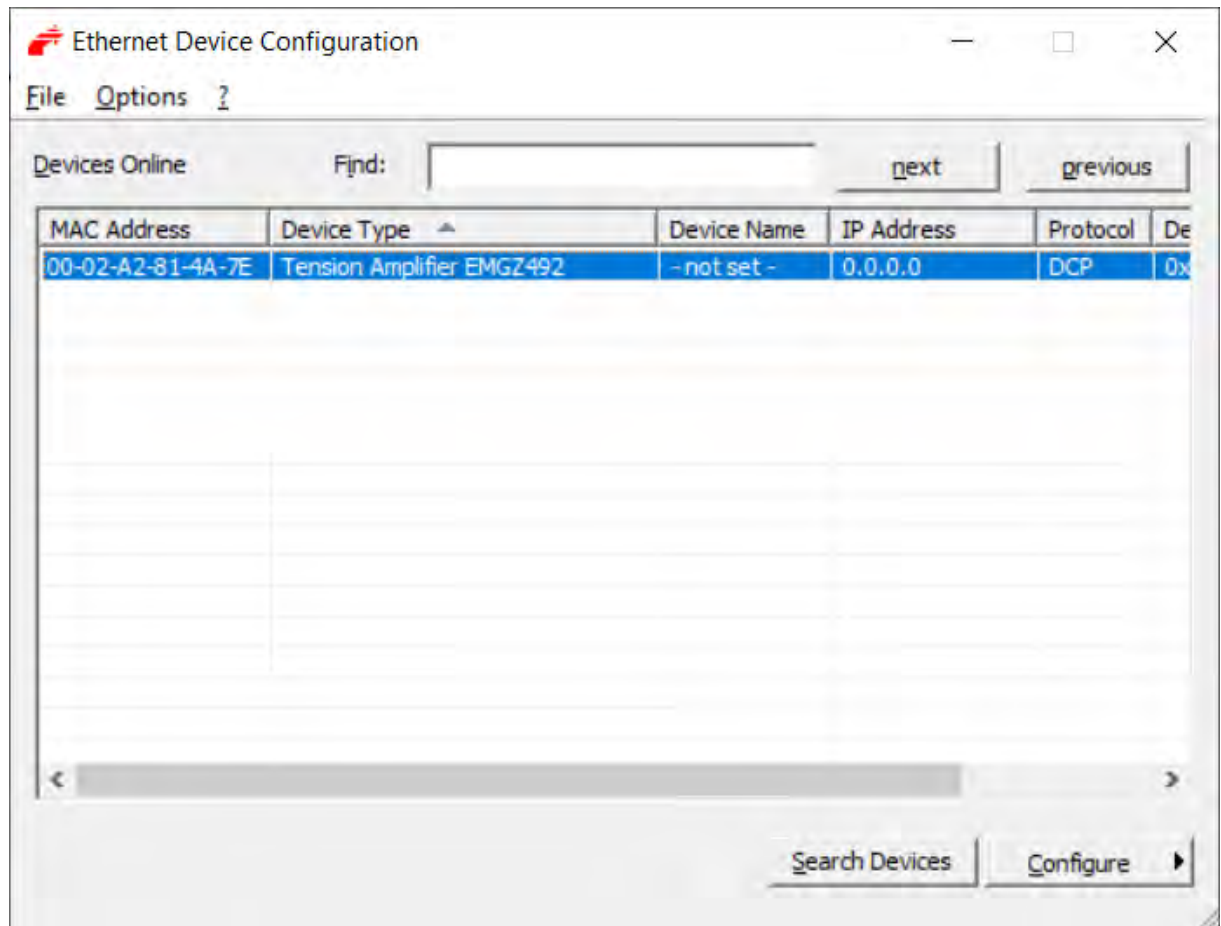 Ethernet Device Configuration
File Options ?
Devices Online Find: next previous
MAC Address Device Type Device Name IP Address Protocol De
00-02-A2-81-4A-7E Tension Amplifier EMGZ492 - not set - 0.0.0.0 DCP 0x
Search Devices Configure